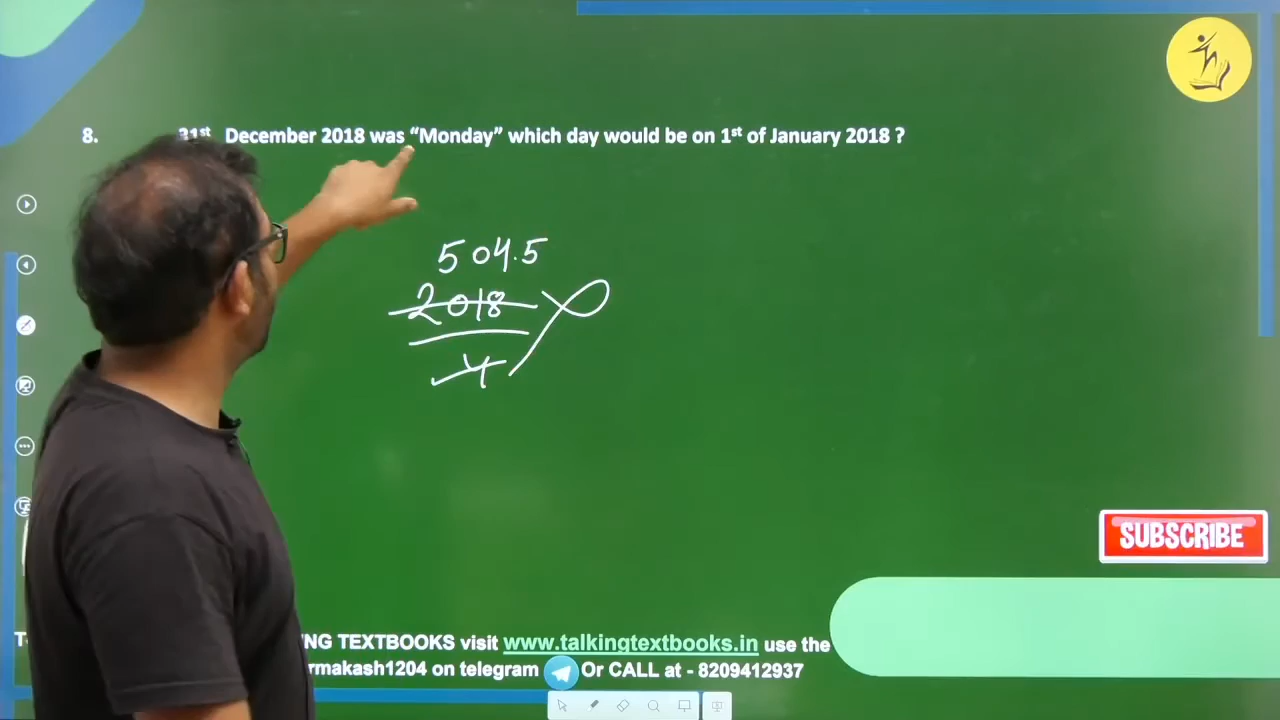 8. 31st December 2018 was “Monday” which day would be on 1st of January 2018 ?
504.5
2018
4
SUBSCRIBE
NG TEXTBOOKS visit www.talkingtextbooks.in use the
rmakash1204 on telegram Or CALL at - 8209412937